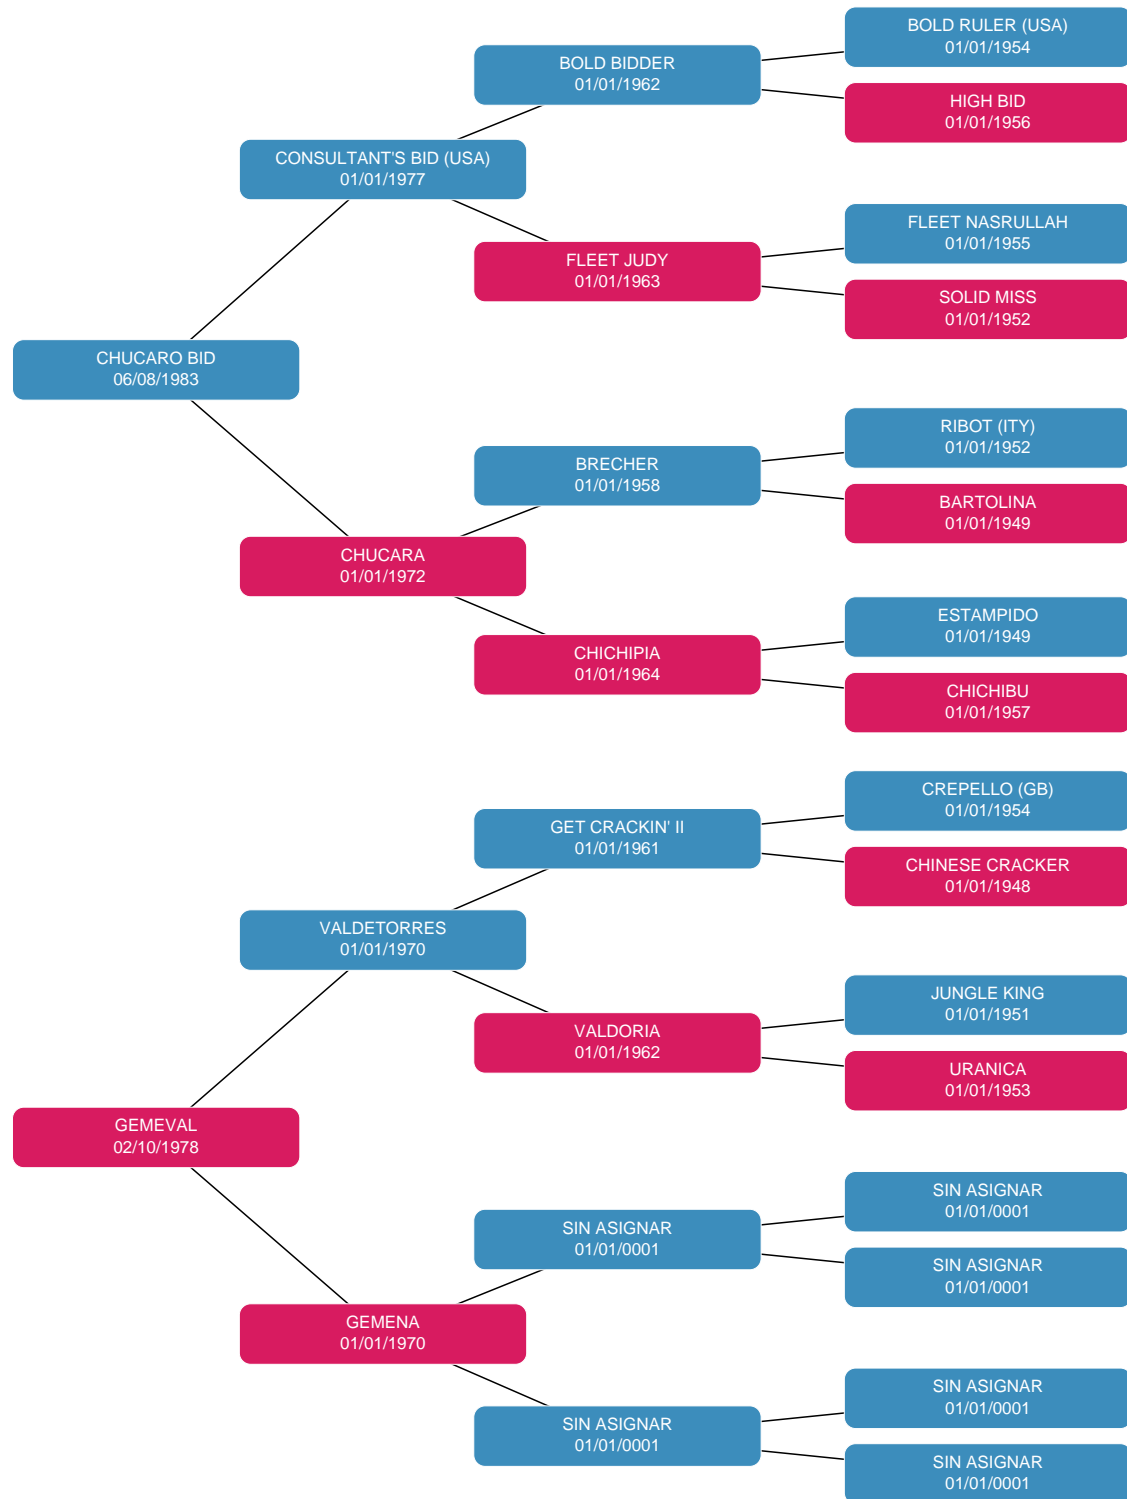 BOLD RULER (USA)
01/01/1954
BOLD BIDDER
01/01/1962
HIGH BID
01/01/1956
CONSULTANT'S BID (USA)
01/01/1977
FLEET NASRULLAH
01/01/1955
FLEET JUDY
01/01/1963
SOLID MISS
01/01/1952
CHUCARO BID
06/08/1983
RIBOT (ITY)
01/01/1952
BRECHER
01/01/1958
BARTOLINA
01/01/1949
CHUCARA
01/01/1972
ESTAMPIDO
01/01/1949
CHICHIPIA
01/01/1964
CHICHIBU
01/01/1957
CREPELLO (GB)
01/01/1954
GET CRACKIN' II
01/01/1961
CHINESE CRACKER
01/01/1948
VALDETORRES
01/01/1970
JUNGLE KING
01/01/1951
VALDORIA
01/01/1962
URANICA
01/01/1953
GEMEVAL
02/10/1978
SIN ASIGNAR
01/01/0001
SIN ASIGNAR
01/01/0001
SIN ASIGNAR
01/01/0001
GEMENA
01/01/1970
SIN ASIGNAR
01/01/0001
SIN ASIGNAR
01/01/0001
SIN ASIGNAR
01/01/0001